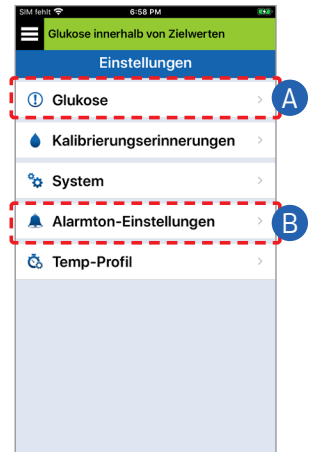 SIM fehlt 6:58 PM
Glukose innerhalb von Zielwerten
Einstellungen
Glukose
A
Kalibrierungserinnerungen
System
Alarmton-Einstellungen
B
Temp-Profil